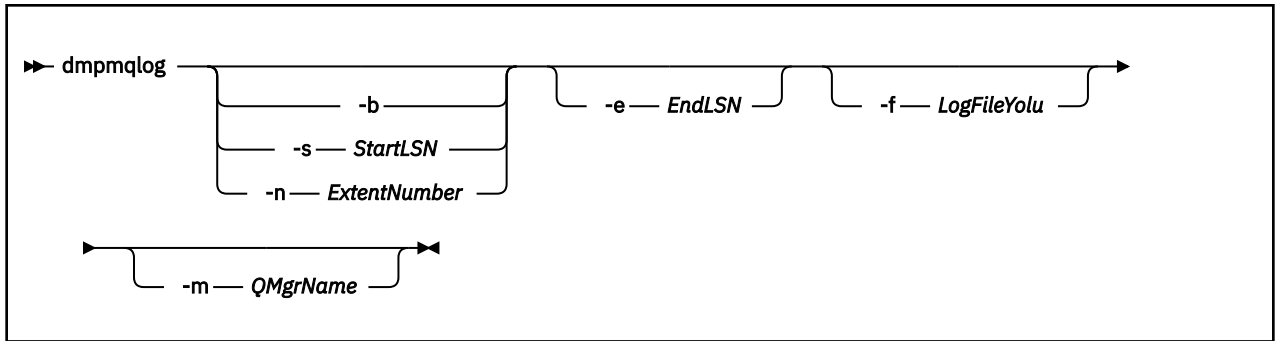 dmpmqlog
-b
-s StartLSN
-n ExtentNumber
-e EndLSN
-f LogFileYolu
-m QMgrName